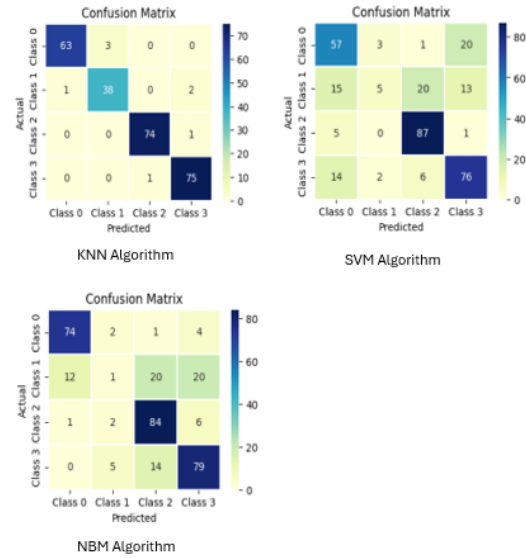 Confusion Matrix
Class 0 63 3 0 0
Class 1 1 38 0 2
Class 2 0 0 74 1
Class 3 0 0 1 75
Actual
Class 0 Class 1 Class 2 Class 3
Predicted
70
60
50
40
30
20
10
0
KNN Algorithm
Confusion Matrix
Class 0 57 3 1 20
Class 1 15 5 20 13
Class 2 5 0 87 1
Class 3 14 2 6 76
Actual
Class 0 Class 1 Class 2 Class 3
Predicted
80
60
40
20
0
SVM Algorithm
Confusion Matrix
Class 0 74 2 1 4
Class 1 12 1 20 20
Class 2 1 2 84 6
Class 3 0 5 14 79
Actual
Class 0 Class 1 Class 2 Class 3
Predicted
80
60
40
20
0
NBM Algorithm